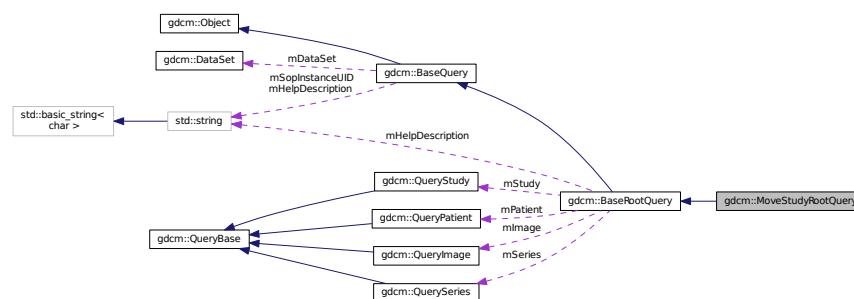 gdcm::Object
gdcm::DataSet
mDataSet
gdcm::BaseQuery
mSopInstanceUID
mHelpDescription
std::basic_string<
char >
std::string
mHelpDescription
gdcm::QueryStudy
mStudy
gdcm::BaseRootQuery
gdcm::MoveStudyRootQuery
mPatient
gdcm::QueryPatient
mImage
gdcm::QueryBase
gdcm::QueryImage
mSeries
gdcm::QuerySeries